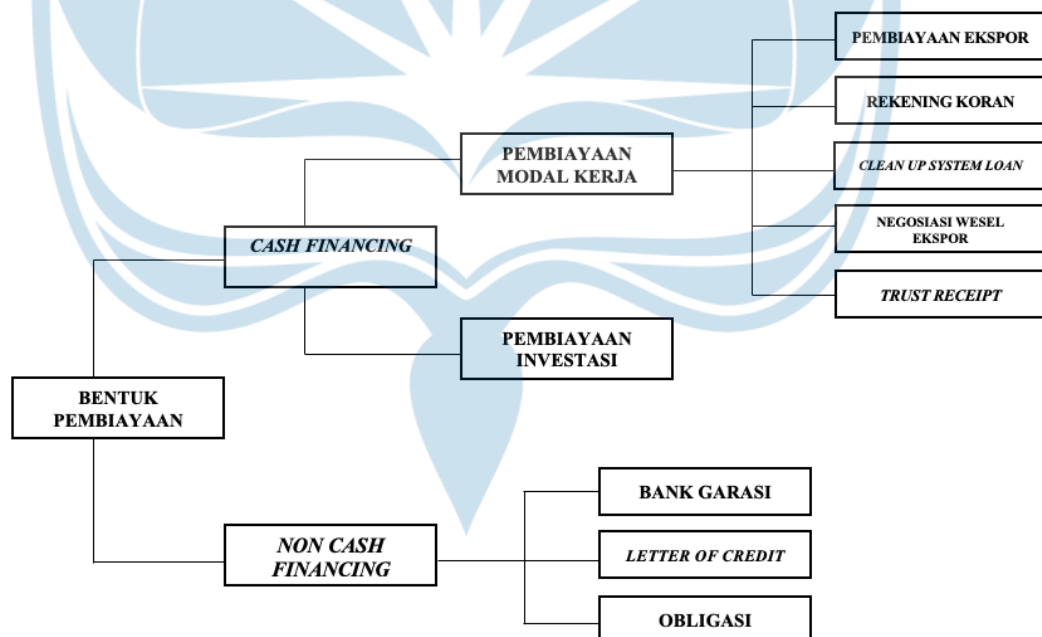 PEMBIAYAAN EKSPOR
REKENING KORAN
PEMBIAYAAN
MODAL KERJA
CLEAN UP SYSTEM LOAN
NEGOSIASI WESEL
EKSPOR
CASH FINANCING
TRUST RECEIPT
PEMBIAYAAN
INVESTASI
BENTUK
PEMBIAYAAN
BANK GARASI
NON CASH
FINANCING
LETTER OF CREDIT
OBLIGASI